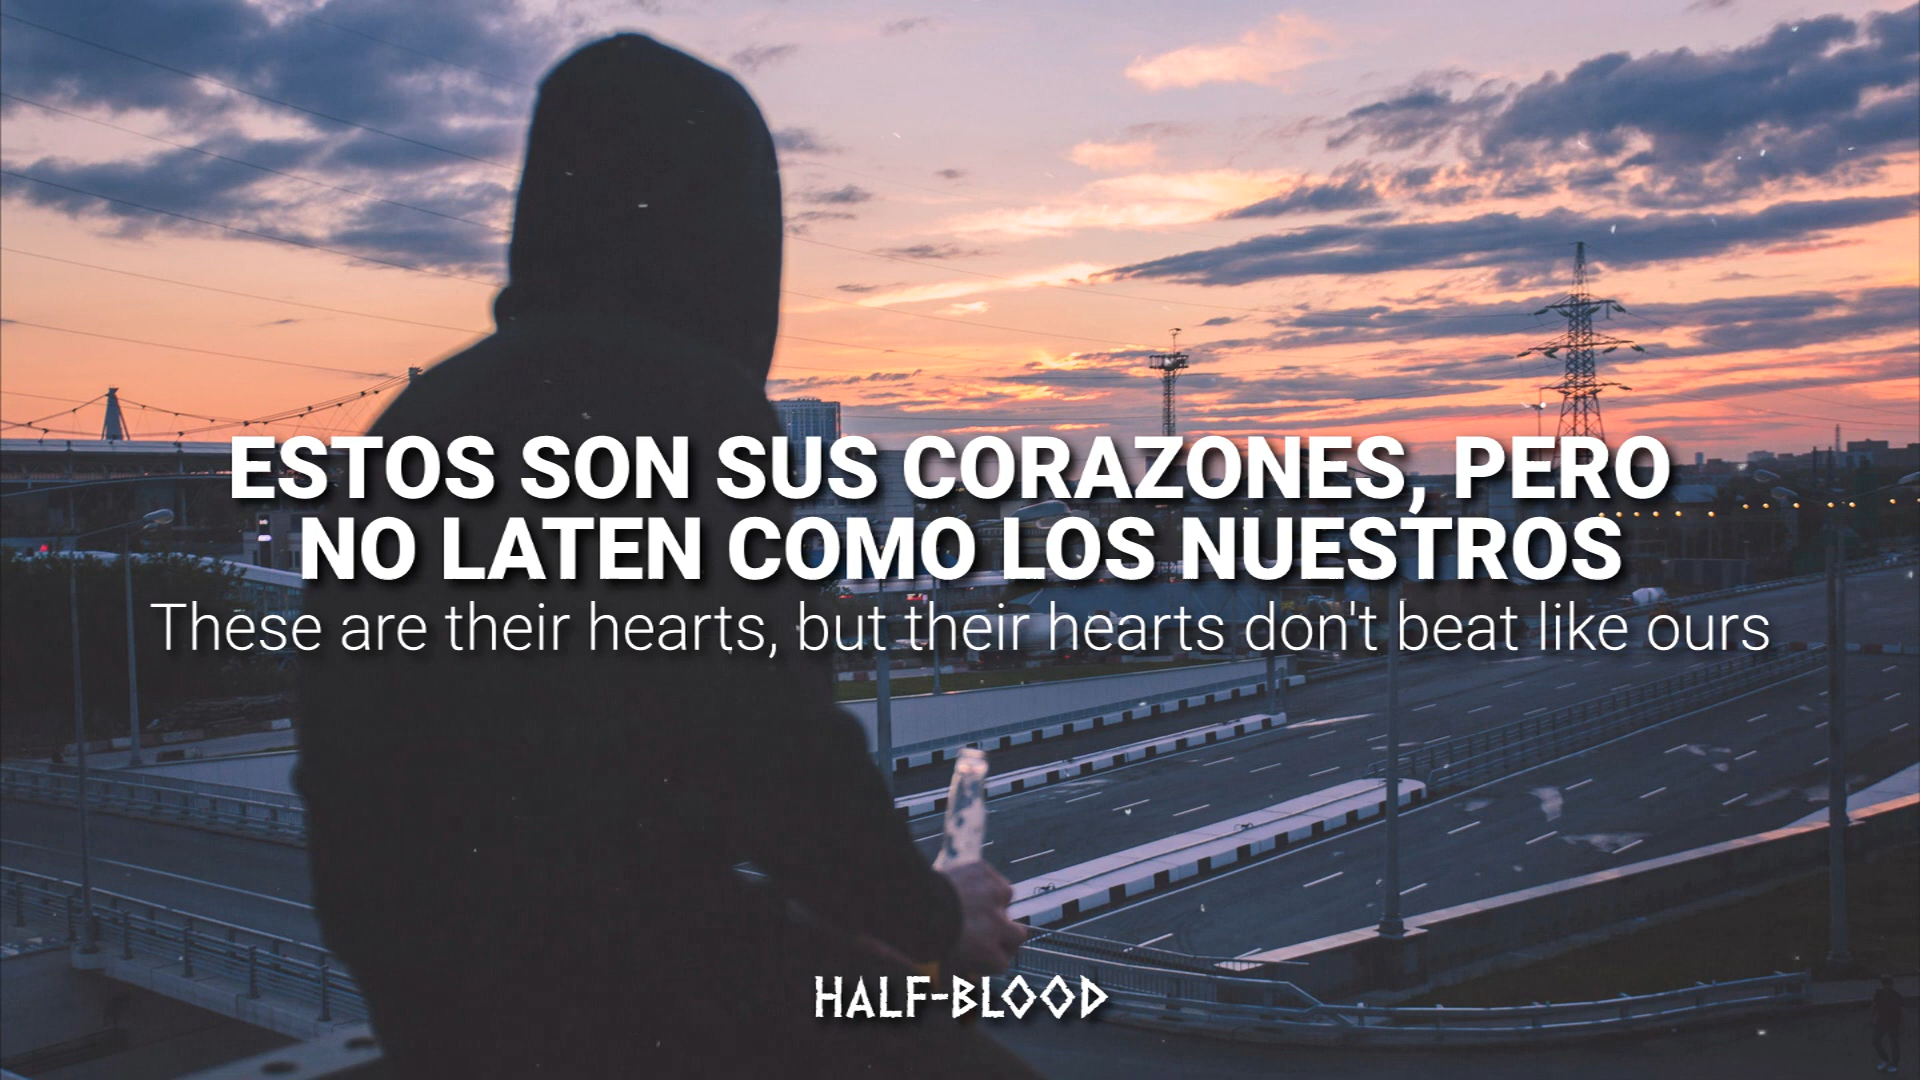 ESTOS SON SUS CORAZONES, PERO
NO LATEN COMO LOS NUESTROS
These are their hearts, but their hearts don't beat like ours
HALF-BLOOD